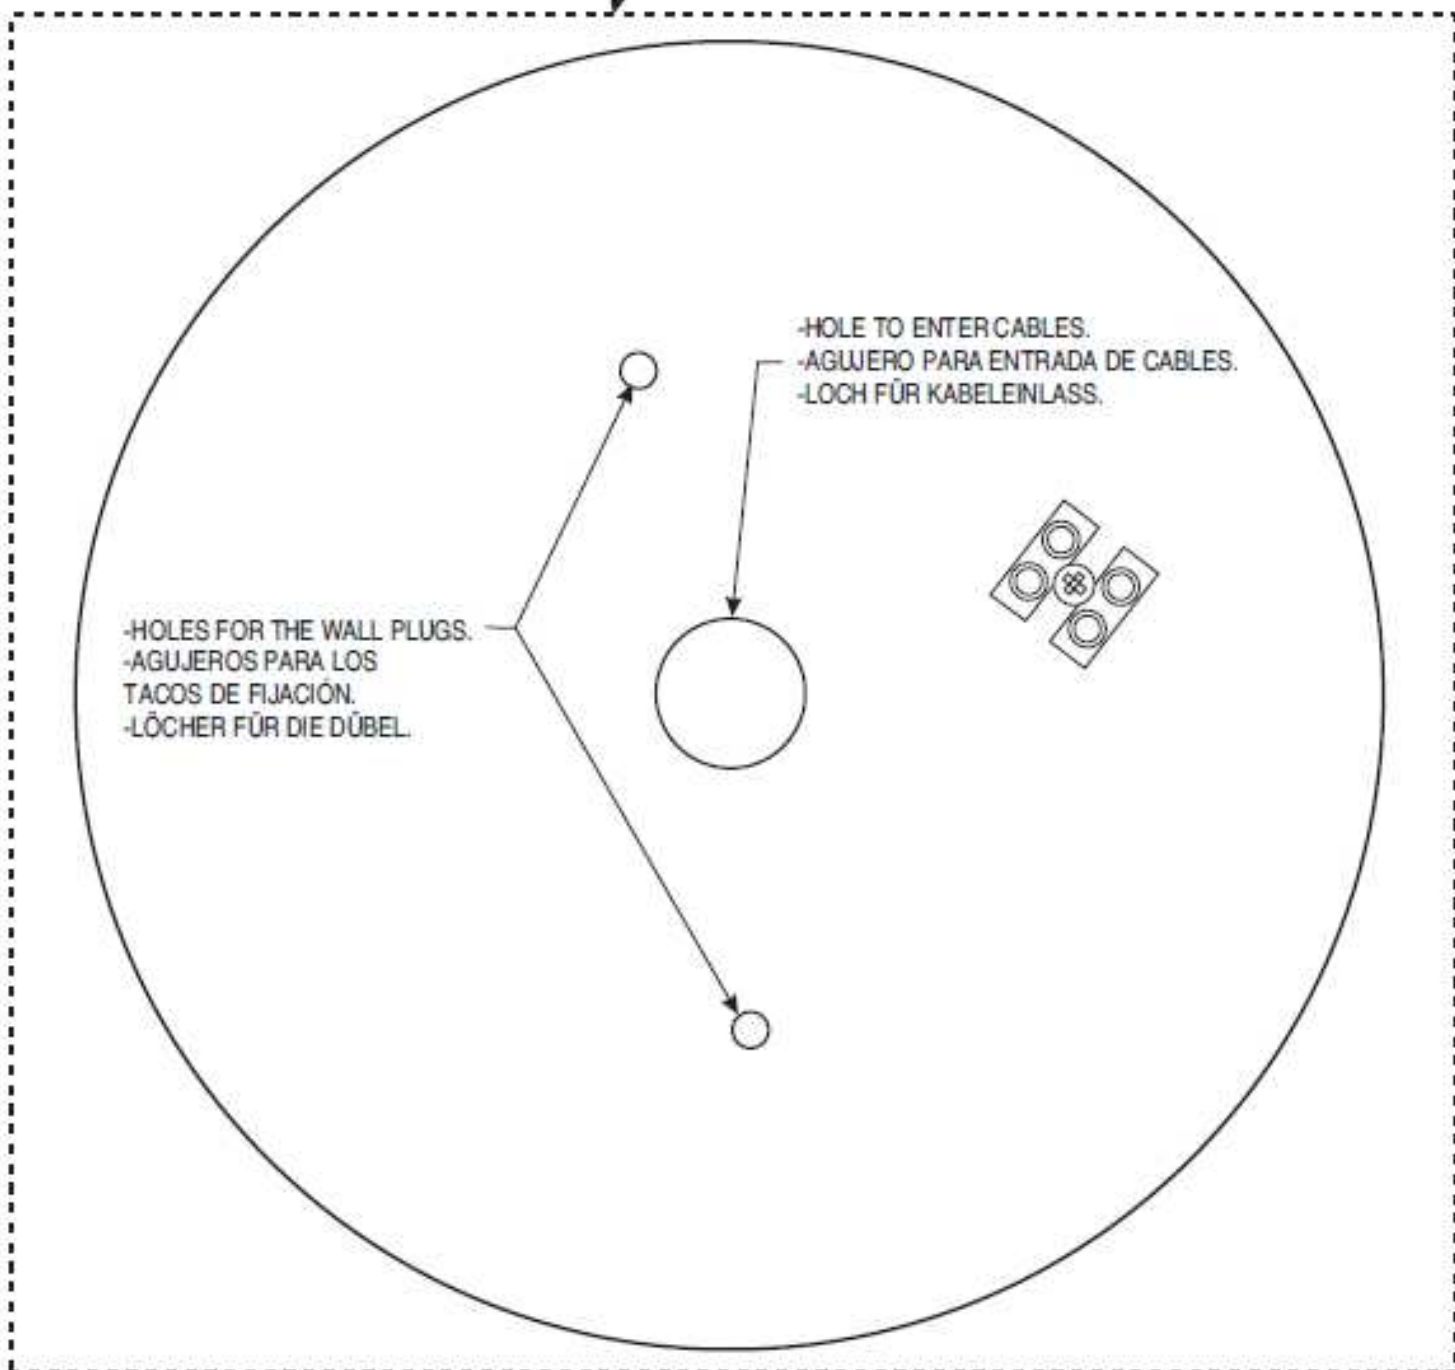 -HOLE TO ENTER CABLES.
-AGUJERO PARA ENTRADA DE CABLES.
-LOCH FÜR KABELEINLASS.
-HOLES FOR THE WALL PLUGS.
-AGUJEROS PARA LOS
TACOS DE FIJACIÓN.
-LÖCHER FÜR DIE DÜBEL.